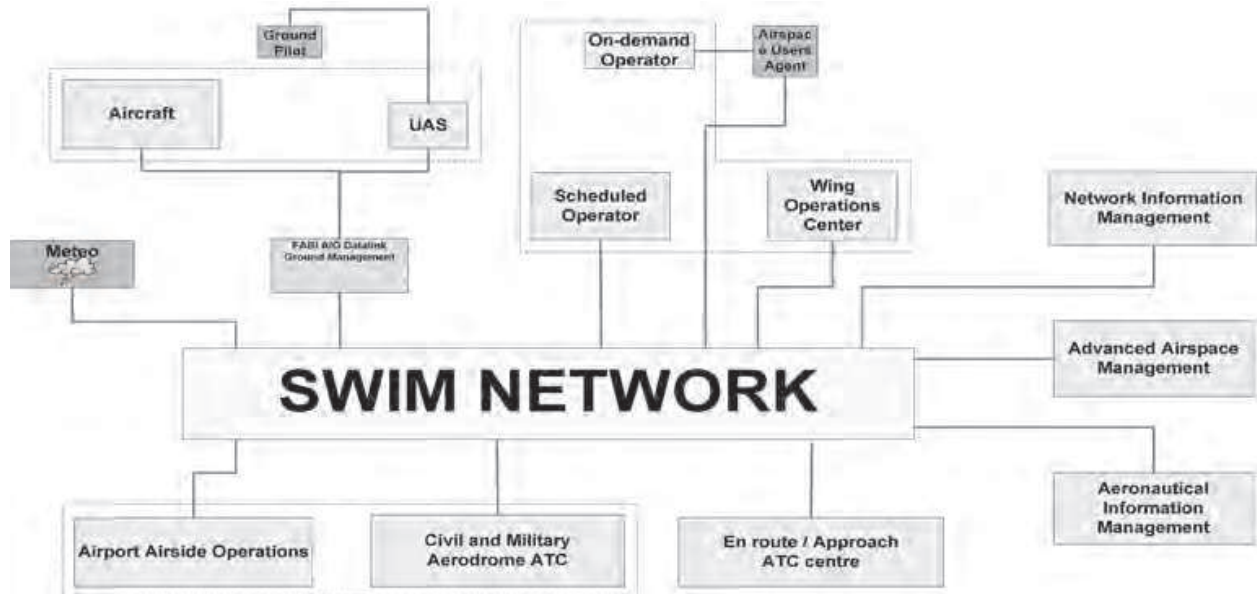 Ground
Pilot
On-demand
Operator
Airspac
e Users
Agent
Aircraft
UAS
Scheduled
Operator
Wing
Operations
Center
Network Information
Management
Meteo
Datalink
Ground Management
SWIM NETWORK
Advanced Airspace
Management
Airport Airside Operations
Civil and Military
Aerodrome ATC
En route / Approach
ATC centre
Aeronautical
Information
Management